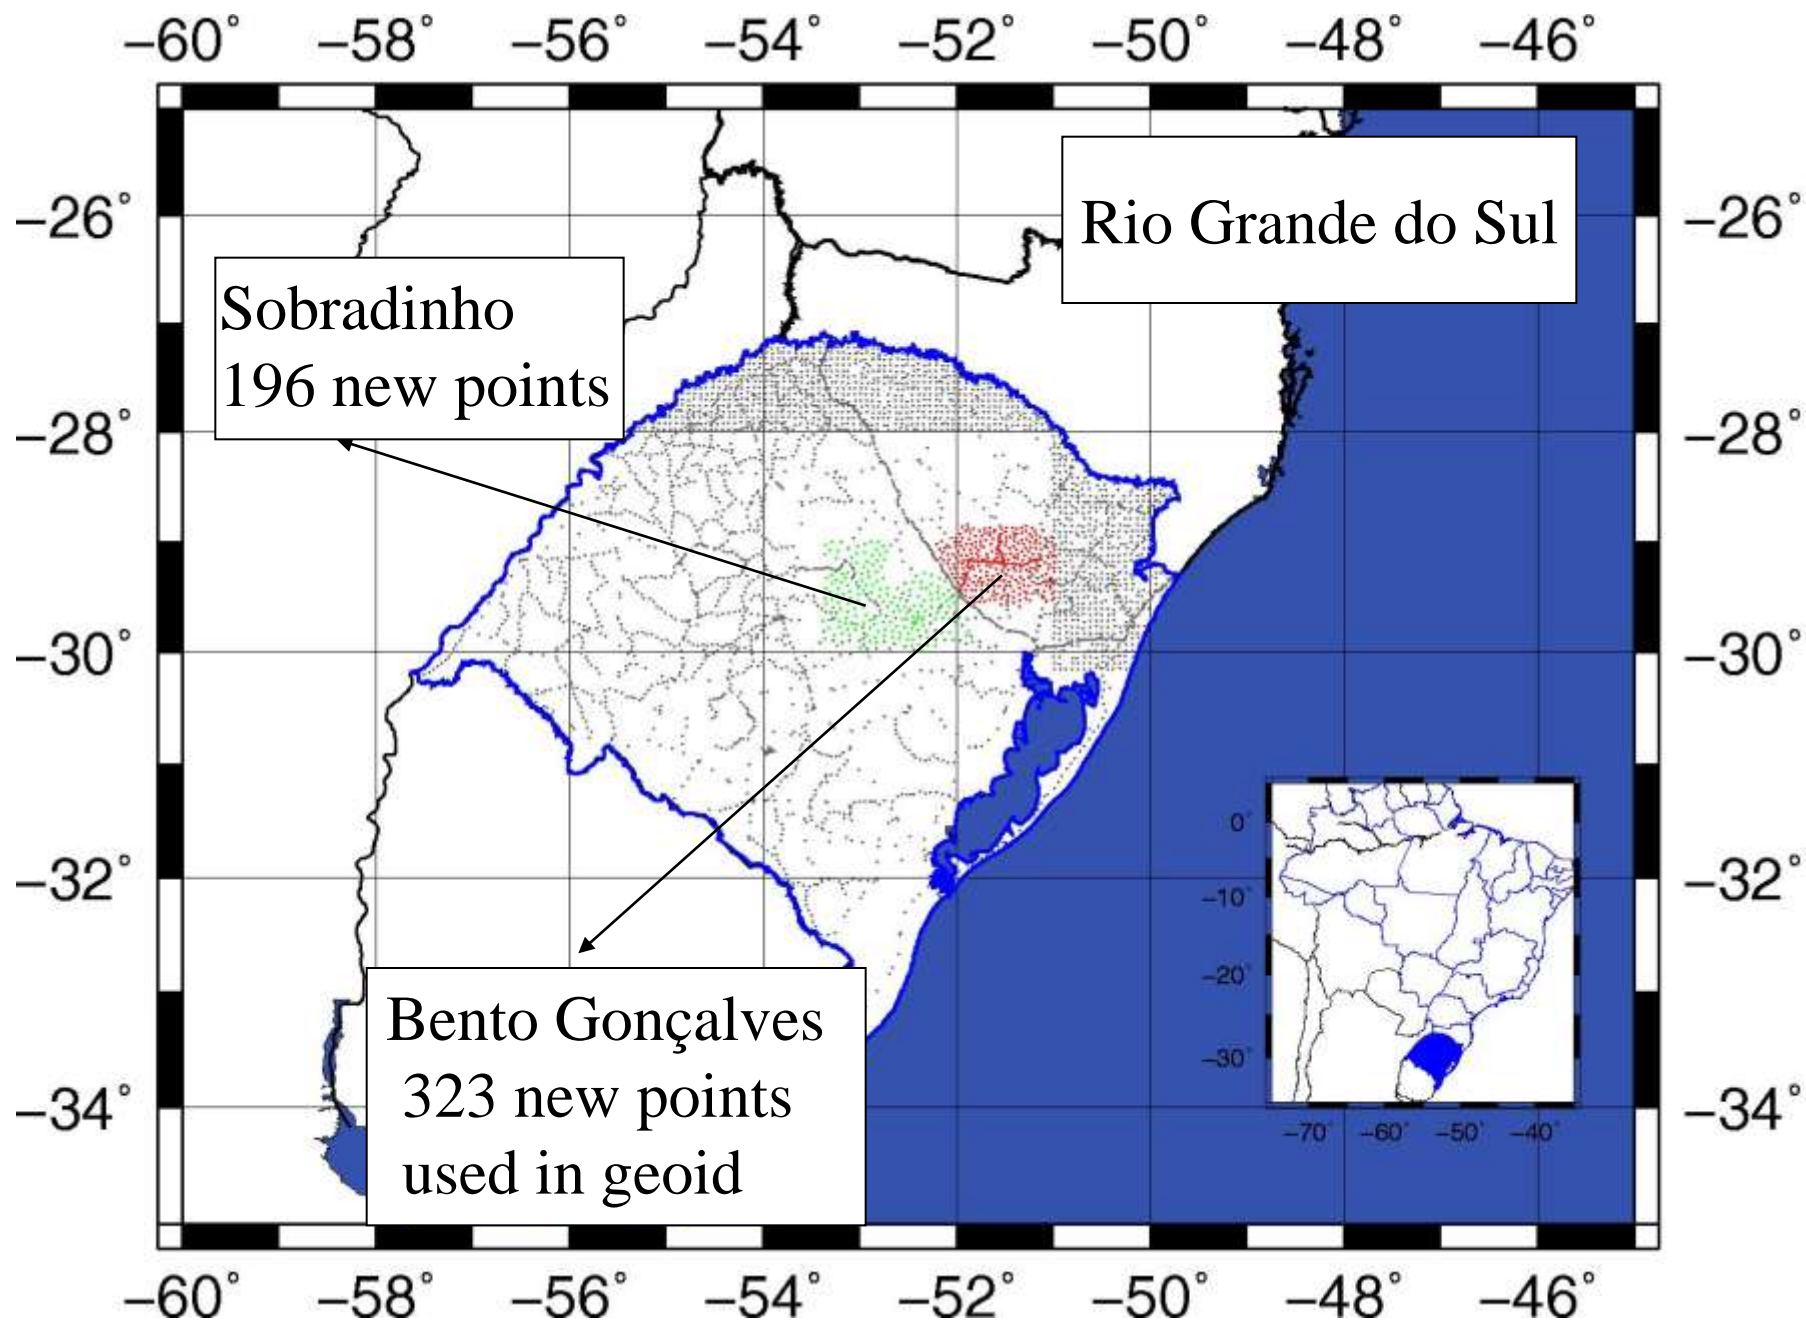 −60° −58° −56° −54° −52° −50° −48° −46°
Rio Grande do Sul
−26° −26°
Sobradinho
196 new points
−28° −28°
−30° −30°
0°
−32° −32°
−10°
−20°
Bento Gonçalves
323 new points
used in geoid
−30°
−34° −34°
−70° −60° −50° −40°
−60° −58° −56° −54° −52° −50° −48° −46°